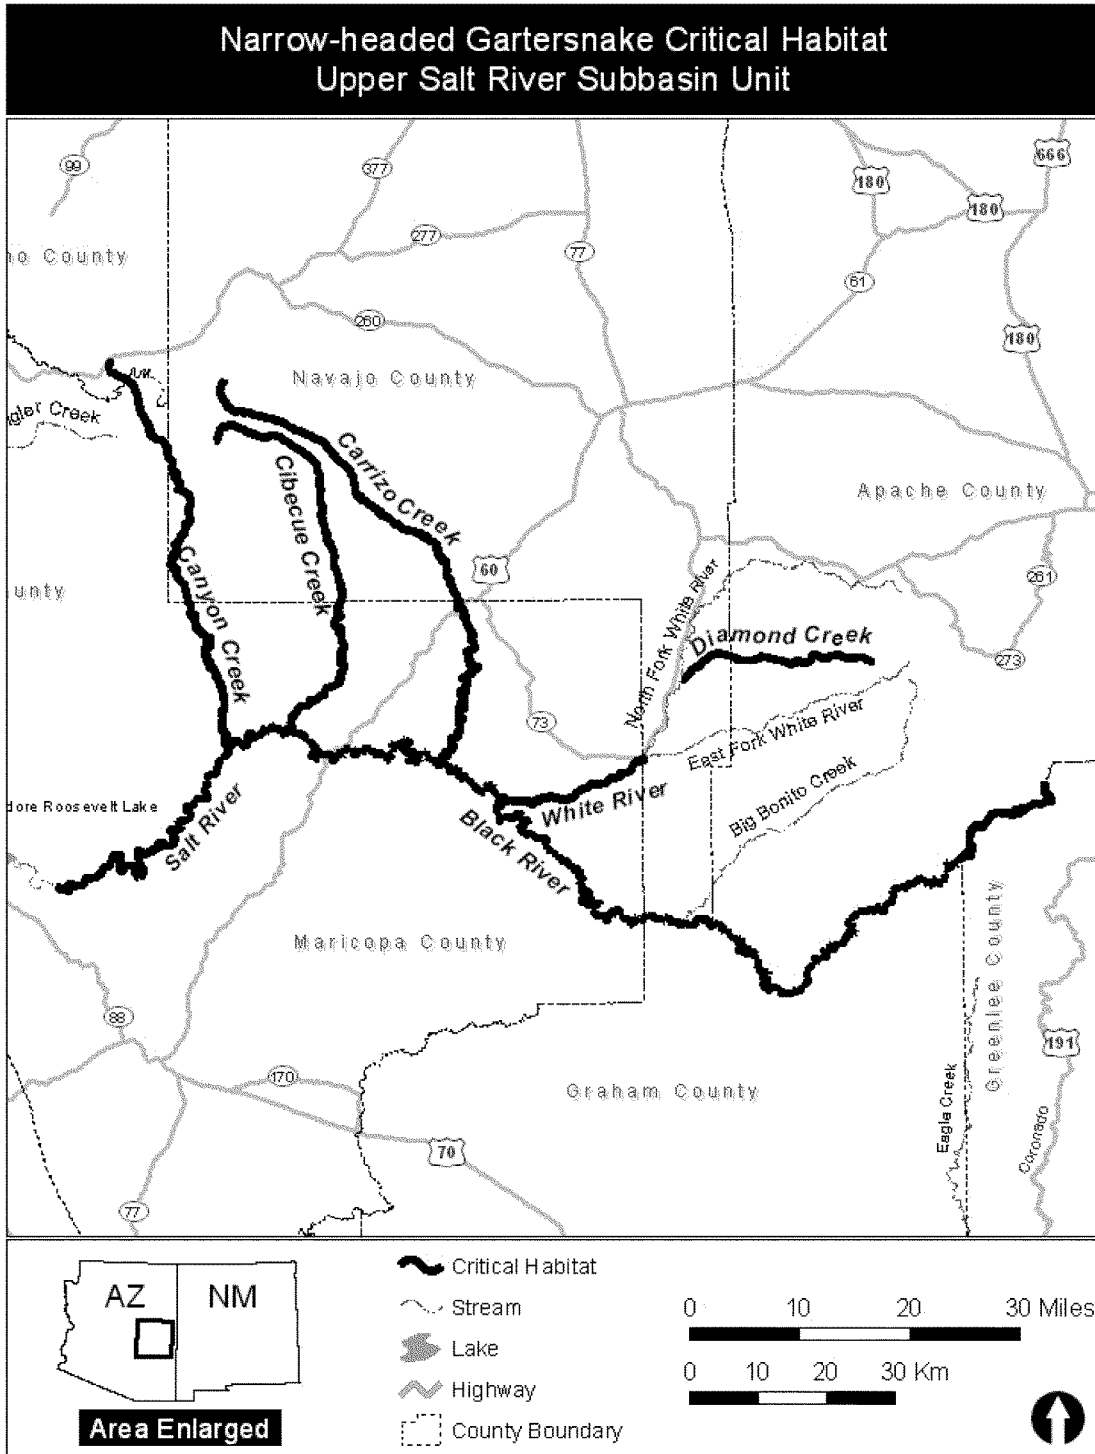 Narrow-headed Gartersnake Critical Habitat
Upper Salt River Subbasin Unit
99
377
666
180
180
277
77
no County
61
260
180
Navajo County
gler Creek
Carrizo Creek
Cibecue Creek
Apache County
Canyon Creek
60
unty
261
North Fork White River
Diamond Creek
273
73
East Fork White River
dore Roosevelt Lake
White River
Big Bonito Creek
Salt River
Black River
Maricopa County
Greenlee County
88
191
170
Graham County
Eagle Creek
Coronado
70
77
AZ
NM
Area Enlarged
Critical Habitat
Stream
Lake
Highway
County Boundary
0 10 20 30 Miles
0 10 20 30 Km